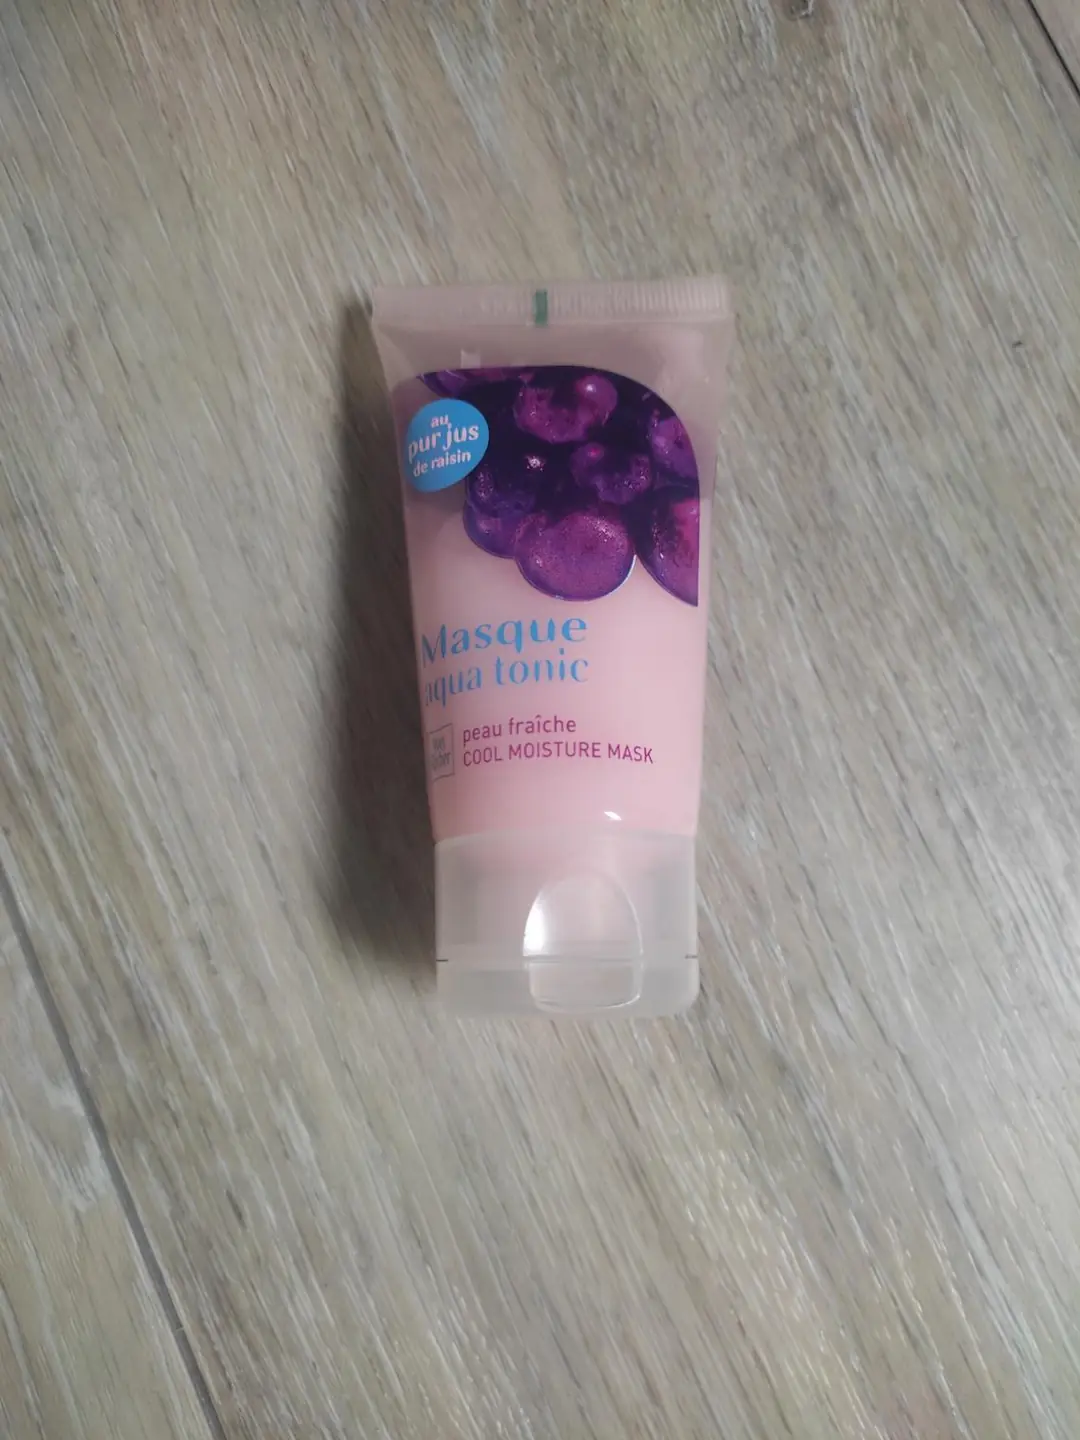 au
pur jus
de raisin
Masque
aqua tonic
peau fraîche
COOL MOISTURE MASK